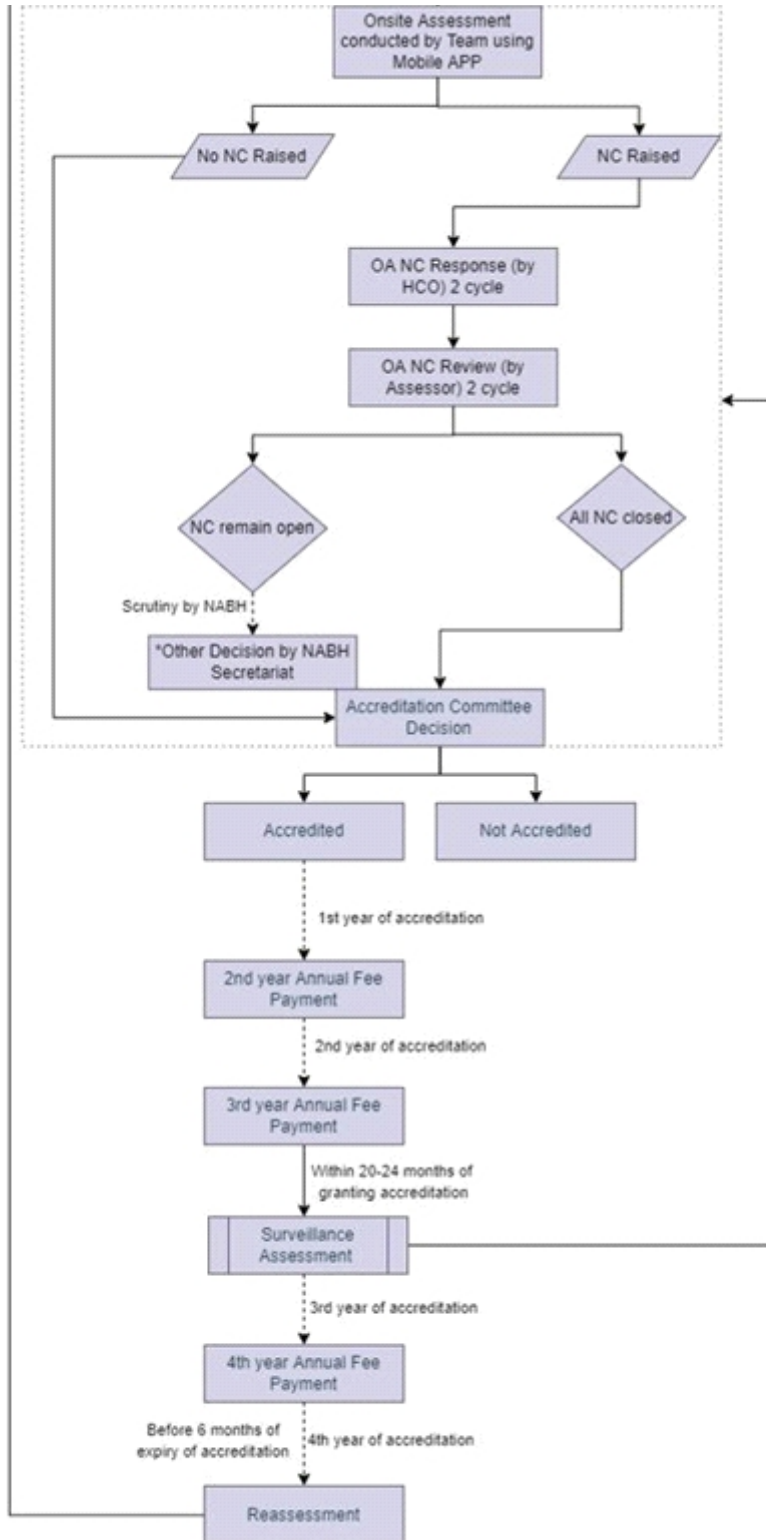 Onsite Assessment
conducted by Team using
Mobile APP
No NC Raised
NC Raised
OA NC Response (by
HCO) 2 cycle
OA NC Review (by
Assessor) 2 cycle
NC remain open
All NC closed
Scrutiny by NABH
*Other Decision by NABH
Secretariat
Accreditation Committee
Decision
Accredited
Not Accredited
1st year of accreditation
2nd year Annual Fee
Payment
2nd year of accreditation
3rd year Annual Fee
Payment
Within 20-24 months of
granting accreditation
Surveillance
Assessment
3rd year of accreditation
4th year Annual Fee
Payment
Before 6 months of
expiry of accreditation
4th year of accreditation
Reassessment